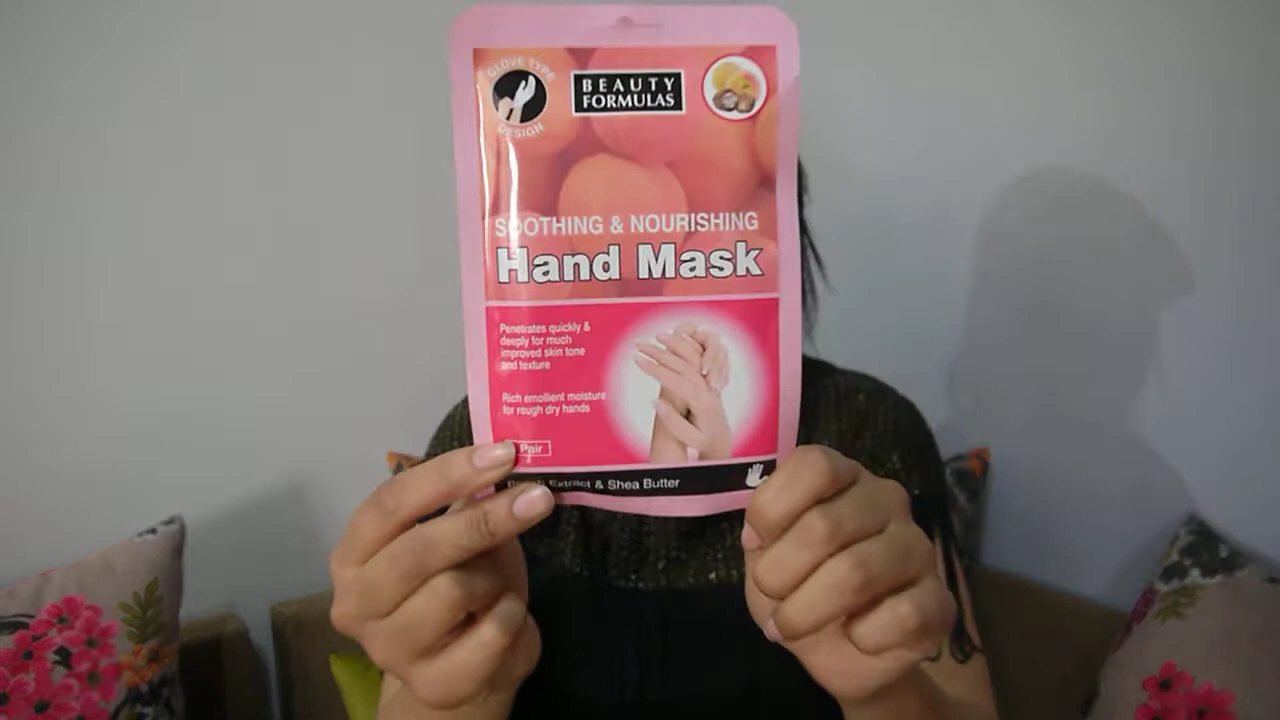 GLOVE TYPE
DESIGN
BEAUTY
FORMULAS
SOOTHING & NOURISHING
Hand Mask
Penetrates quickly &
deeply for much
improved skin tone
and texture
Rich emollient moisture
for rough dry hands
Pair
Extract & Shea Butter